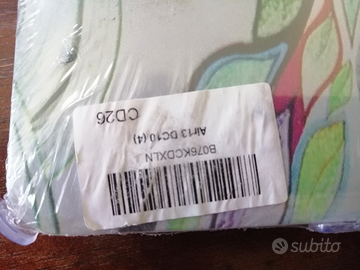 B076KCDXLN
Air13 DC10 (4)
CD26
subito